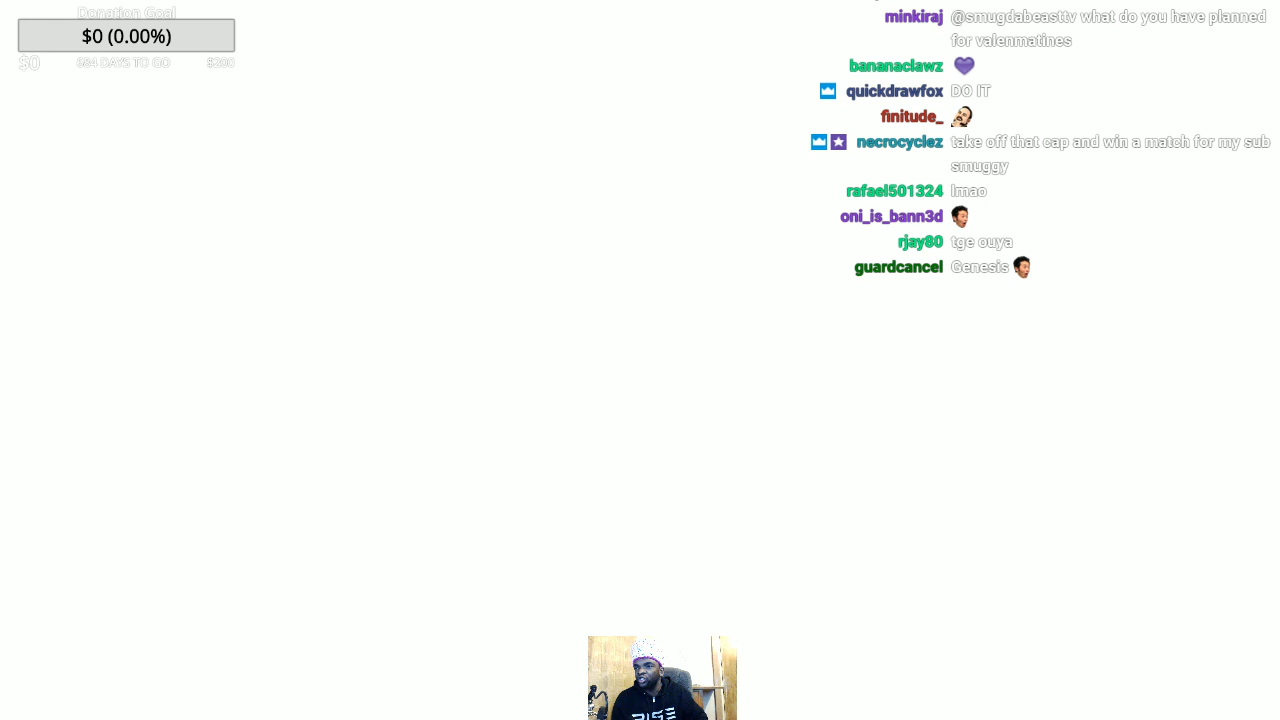 Donation Goal
$0 (0.00%)
$0 684 DAYS TO GO $200
minkiraj @smugdabeasttv what do you have planned
for valenmatines
bananaclawz
quickdrawfox DO IT
finitude_
necrocyclez take off that cap and win a match for my sub
smuggy
rafael501324 lmao
oni_is_bann3d
rjay80 tge ouya
guardcancel Genesis
RISE